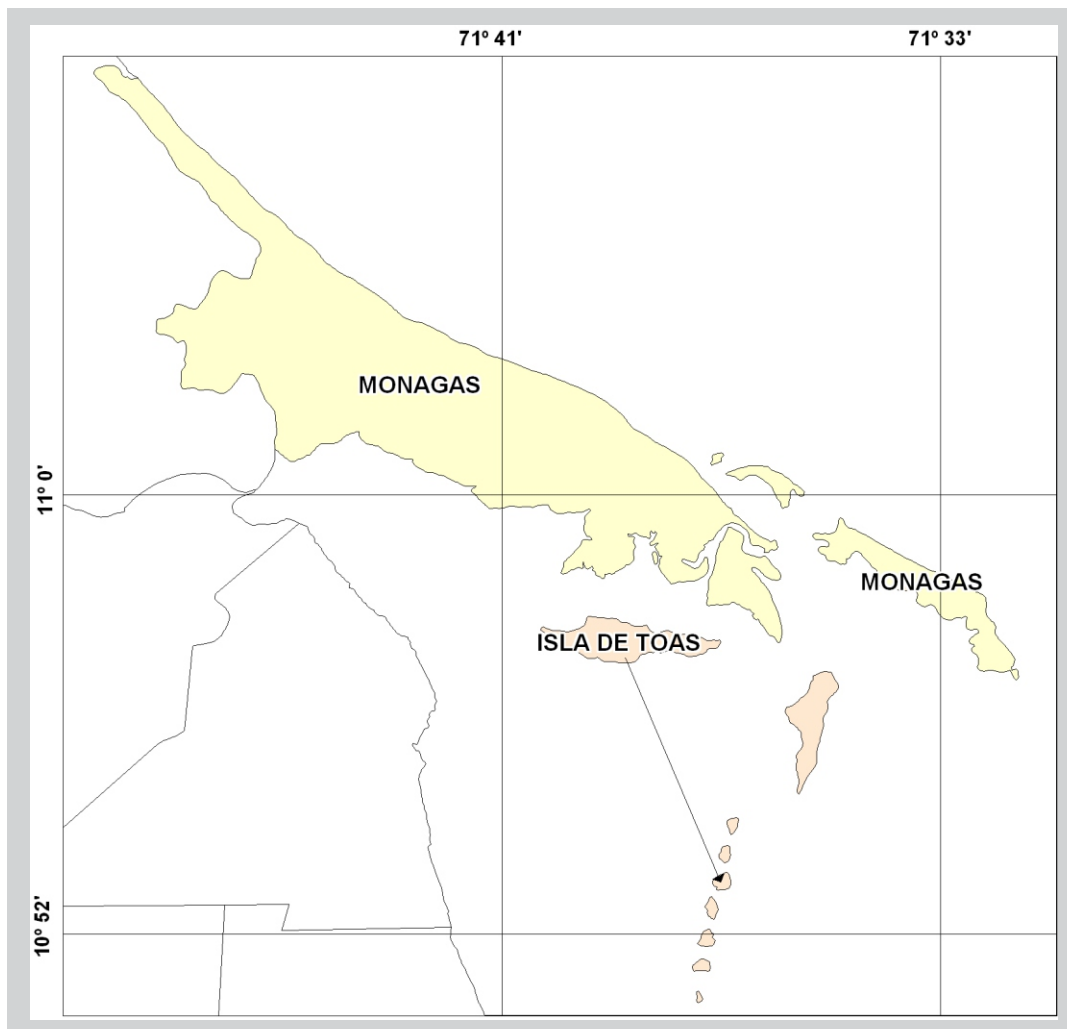 71° 41'
71° 33'
MONAGAS
11° 0'
MONAGAS
ISLA DE TOAS
10° 52'